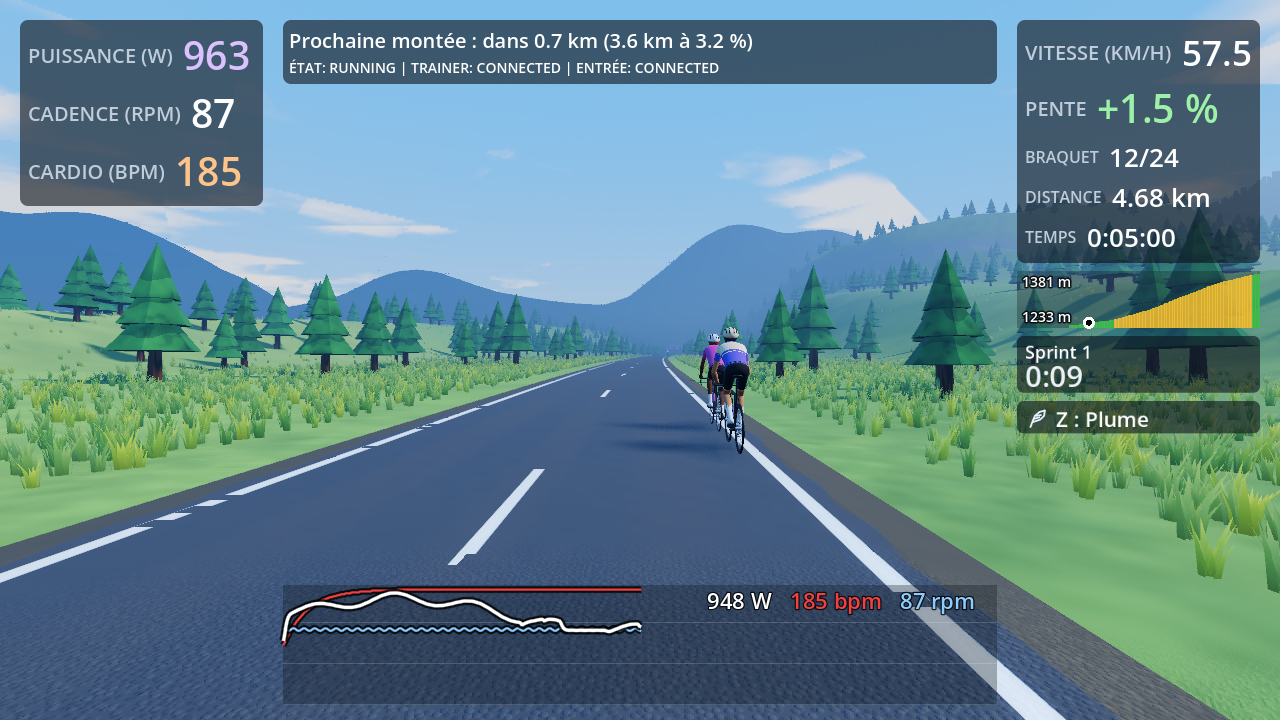 PUISSANCE (W) 963
CADENCE (RPM) 87
CARDIO (BPM) 185
Prochaine montée : dans 0.7 km (3.6 km à 3.2 %)
ÉTAT: RUNNING | TRAINER: CONNECTED | ENTRÉE: CONNECTED
VITESSE (KM/H) 57.5
PENTE +1.5 %
BRAQUET 12/24
DISTANCE 4.68 km
TEMPS 0:05:00
1381 m
1233 m
Sprint 1
0:09
Z : Plume
948 W 185 bpm 87 rpm